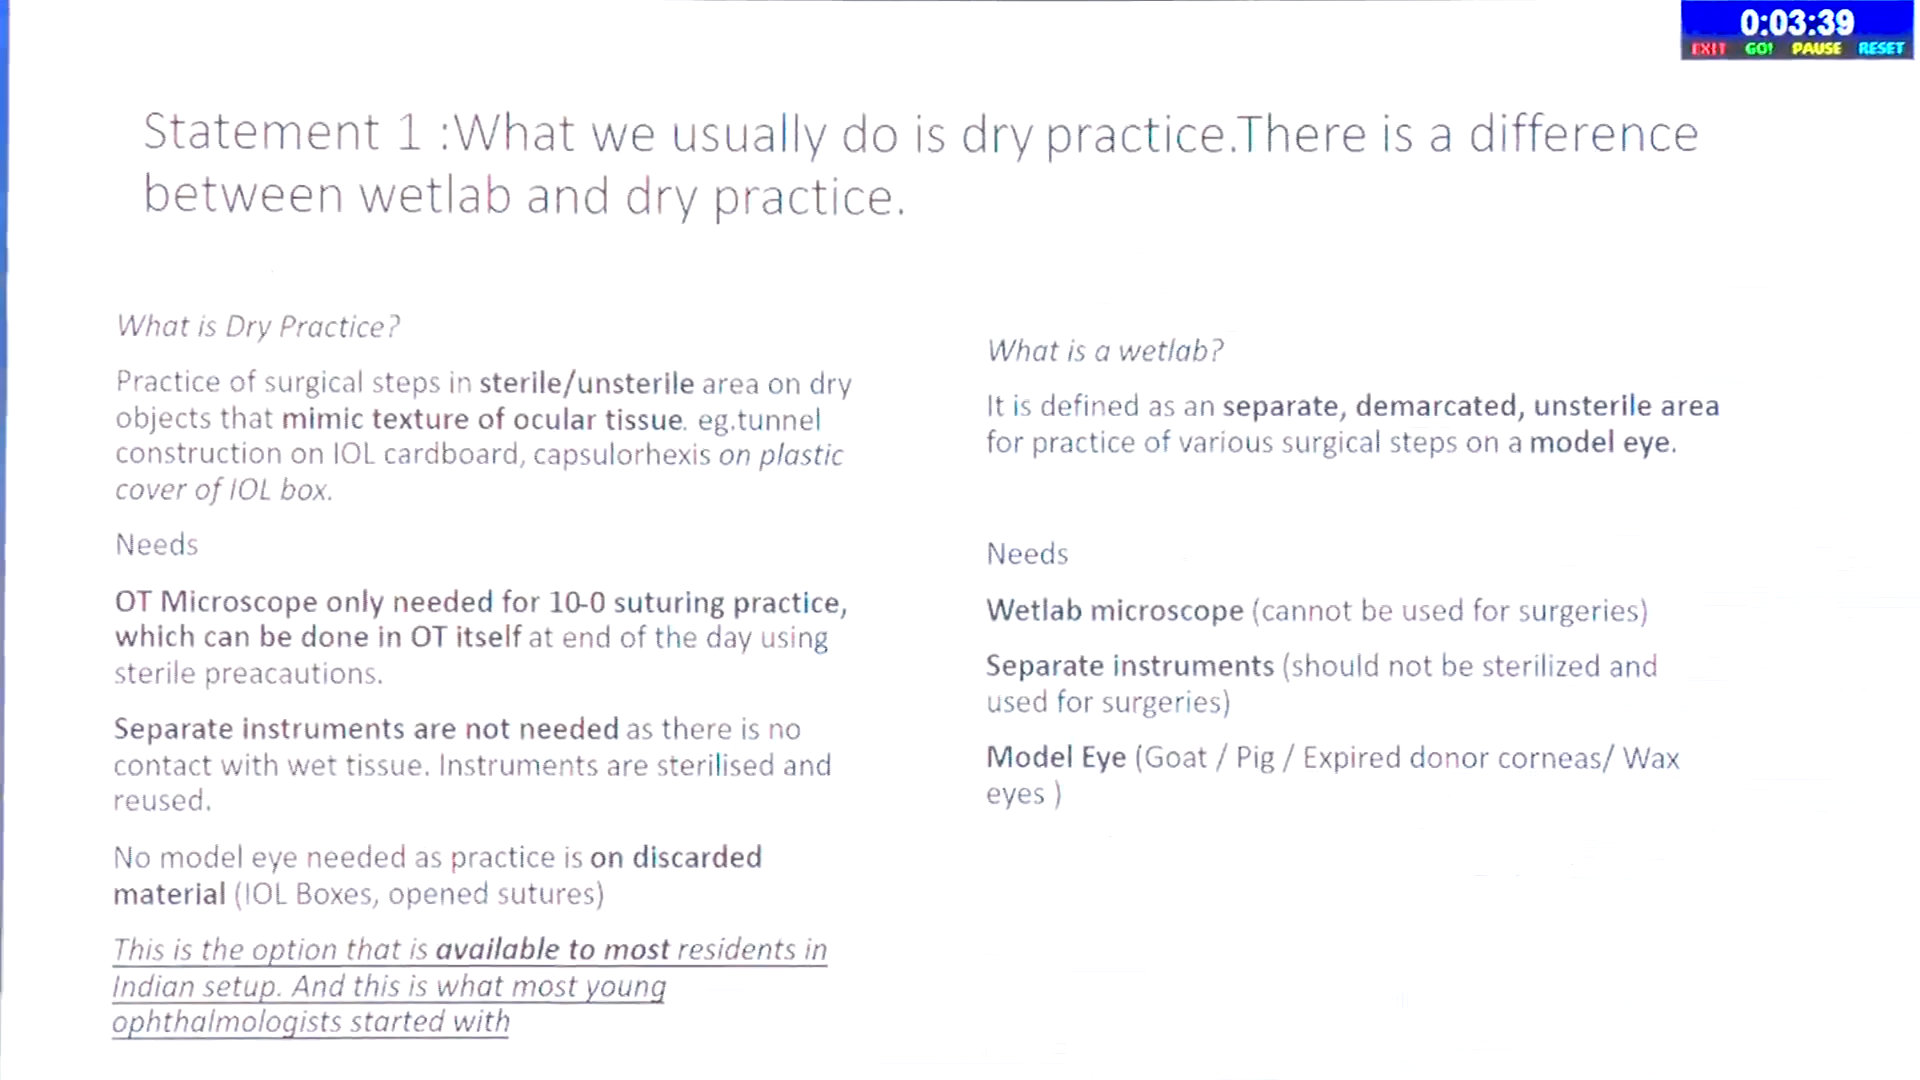 0:03:39
EXIT GO! PAUSE RESET
Statement 1 :What we usually do is dry practice.There is a difference
between wetlab and dry practice.
What is Dry Practice?
Practice of surgical steps in sterile/unsterile area on dry
objects that mimic texture of ocular tissue. eg.tunnel
construction on IOL cardboard, capsulorhexis on plastic
cover of IOL box.
Needs
OT Microscope only needed for 10-0 suturing practice,
which can be done in OT itself at end of the day using
sterile preacautions.
Separate instruments are not needed as there is no
contact with wet tissue. Instruments are sterilised and
reused.
No model eye needed as practice is on discarded
material (IOL Boxes, opened sutures)
This is the option that is available to most residents in
Indian setup. And this is what most young
ophthalmologists started with
What is a wetlab?
It is defined as an separate, demarcated, unsterile area
for practice of various surgical steps on a model eye.
Needs
Wetlab microscope (cannot be used for surgeries)
Separate instruments (should not be sterilized and
used for surgeries)
Model Eye (Goat / Pig / Expired donor corneas/ Wax
eyes )